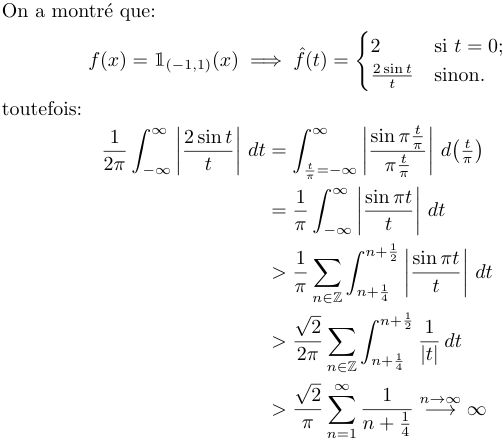 On a montré que:
$$f(x) = \mathbb{1}_{(-1,1)}(x) \implies \hat{f}(t) = \begin{cases} 2 & \text{si } t = 0; \\ \frac{2\sin t}{t} & \text{sinon.} \end{cases}$$
toutefois:
$$\frac{1}{2\pi} \int_{-\infty}^{\infty} \left| \frac{2\sin t}{t} \right| \, dt = \int_{\frac{t}{\pi}=-\infty}^{\infty} \left| \frac{\sin \pi \frac{t}{\pi}}{\pi \frac{t}{\pi}} \right| \, d\left(\tfrac{t}{\pi}\right)$$
$$= \frac{1}{\pi} \int_{-\infty}^{\infty} \left| \frac{\sin \pi t}{t} \right| \, dt$$
$$> \frac{1}{\pi} \sum_{n \in \mathbb{Z}} \int_{n+\frac{1}{4}}^{n+\frac{1}{2}} \left| \frac{\sin \pi t}{t} \right| \, dt$$
$$> \frac{\sqrt{2}}{2\pi} \sum_{n \in \mathbb{Z}} \int_{n+\frac{1}{4}}^{n+\frac{1}{2}} \frac{1}{|t|} \, dt$$
$$> \frac{\sqrt{2}}{\pi} \sum_{n=1}^{\infty} \frac{1}{n+\frac{1}{4}} \stackrel{n \to \infty}{\longrightarrow} \infty$$